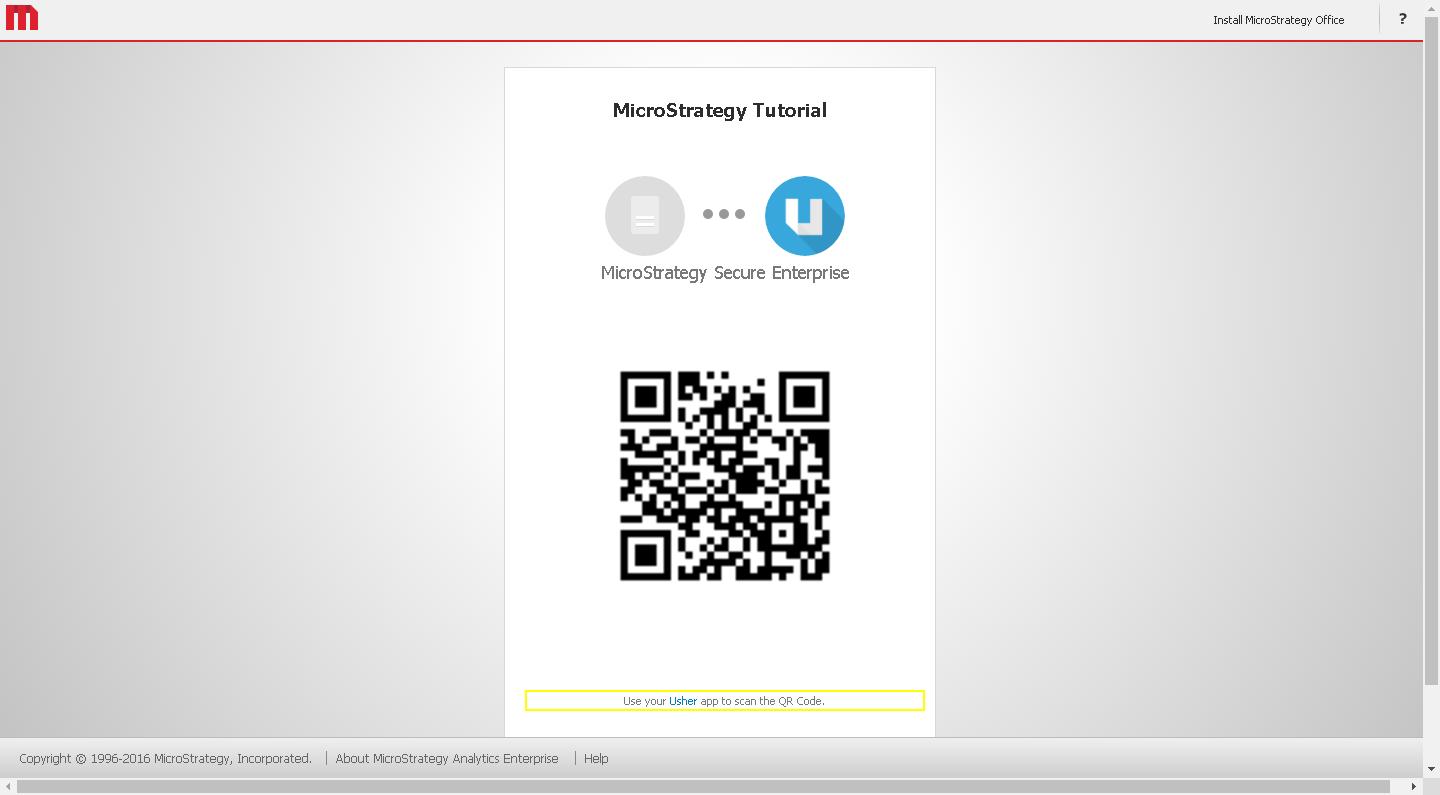 Install MicroStrategy Office
?
MicroStrategy Tutorial
MicroStrategy Secure Enterprise
Use your Usher app to scan the QR Code.
Copyright © 1996-2016 MicroStrategy, Incorporated. | About MicroStrategy Analytics Enterprise | Help